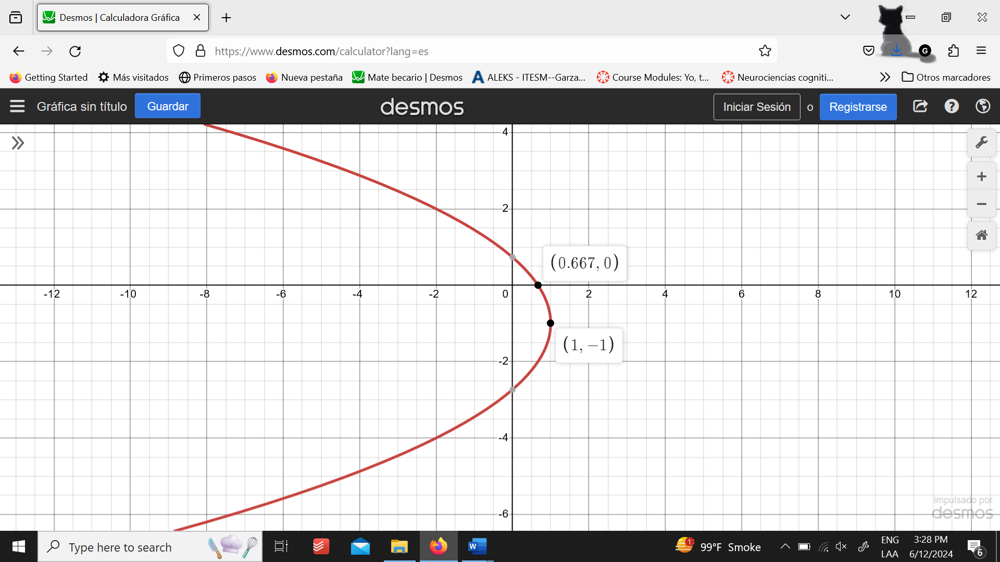 Desmos | Calculadora Gráfica
https://www.desmos.com/calculator?lang=es
G
Getting Started Más visitados Primeros pasos Nueva pestaña Mate becario | Desmos ALEKS - ITESM--Garza... Course Modules: Yo, t... Neurociencias cogniti... Otros marcadores
Gráfica sin título Guardar desmos Iniciar Sesión o Registrarse
4
2
(0.667, 0)
-12 -10 -8 -6 -4 -2 0 2 4 6 8 10 12
(1, −1)
-2
-4
-6
impulsado por
desmos
Type here to search
W
1
99°F Smoke
ENG
LAA
3:28 PM
6/12/2024
6